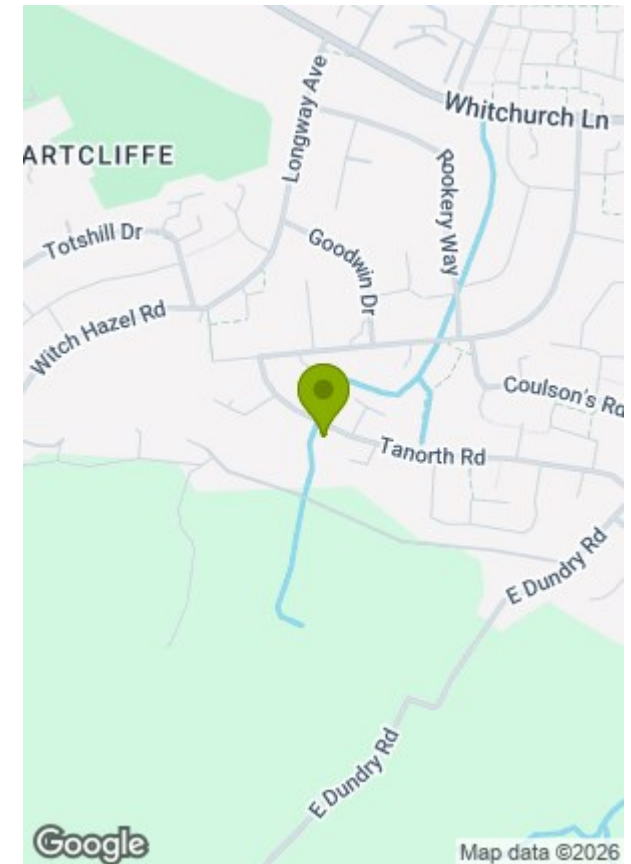 Whitchurch Ln
Longway Ave
ARTCLIFFE
Rookery Way
Totshill Dr
Goodwin Dr
Witch Hazel Rd
Coulson's Rd
Tanorth Rd
E Dundry Rd
E Dundry Rd
Google
Map data ©2026